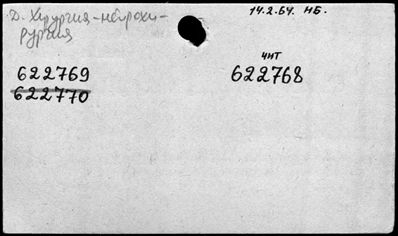 Д. Хирургия-нейрохи-
рургия
14.2.64. НБ.
чит
622769
622768
622770